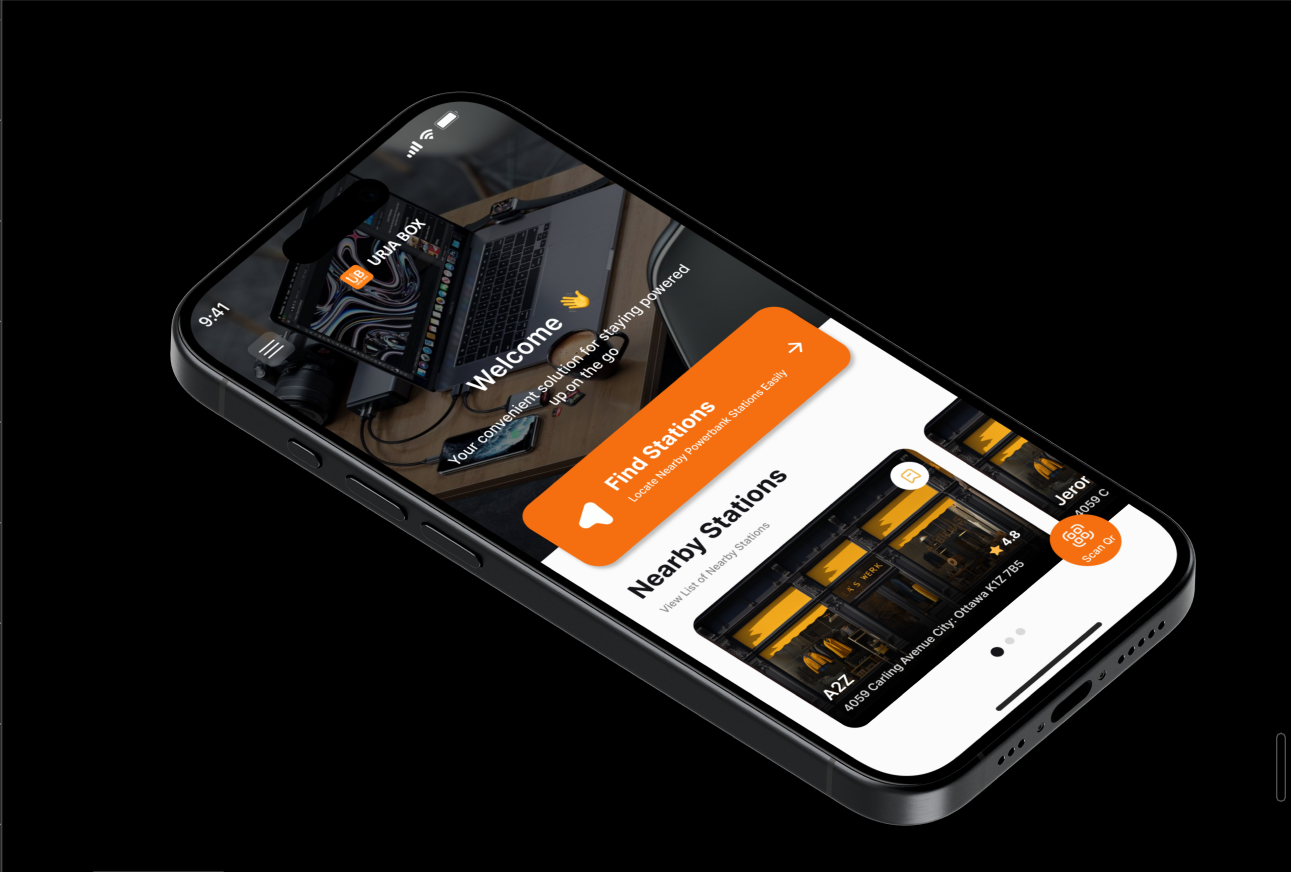 9:41
UB
URJA BOX
Welcome 👋
Your convenient solution for staying powered
up on the go
Find Stations
Locate Nearby Powerbank Stations Easily
Nearby Stations
View List of Nearby Stations
A'S WERK
4.8
A2Z
4059 Carling Avenue City: Ottawa K1Z 7B5
Jeror
4059 C
Scan Qr